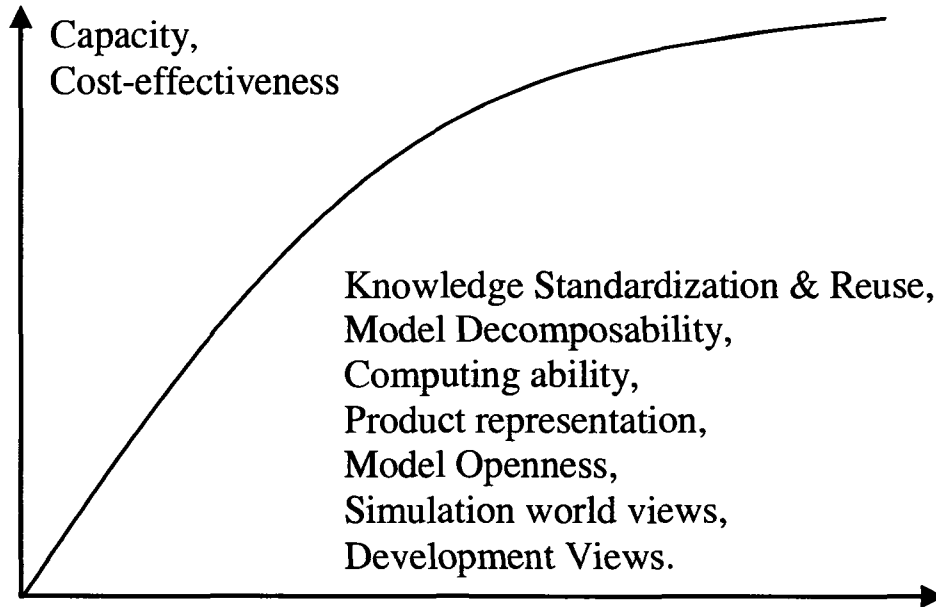 Capacity,
Cost-effectiveness
Knowledge Standardization & Reuse,
Model Decomposability,
Computing ability,
Product representation,
Model Openness,
Simulation world views,
Development Views.